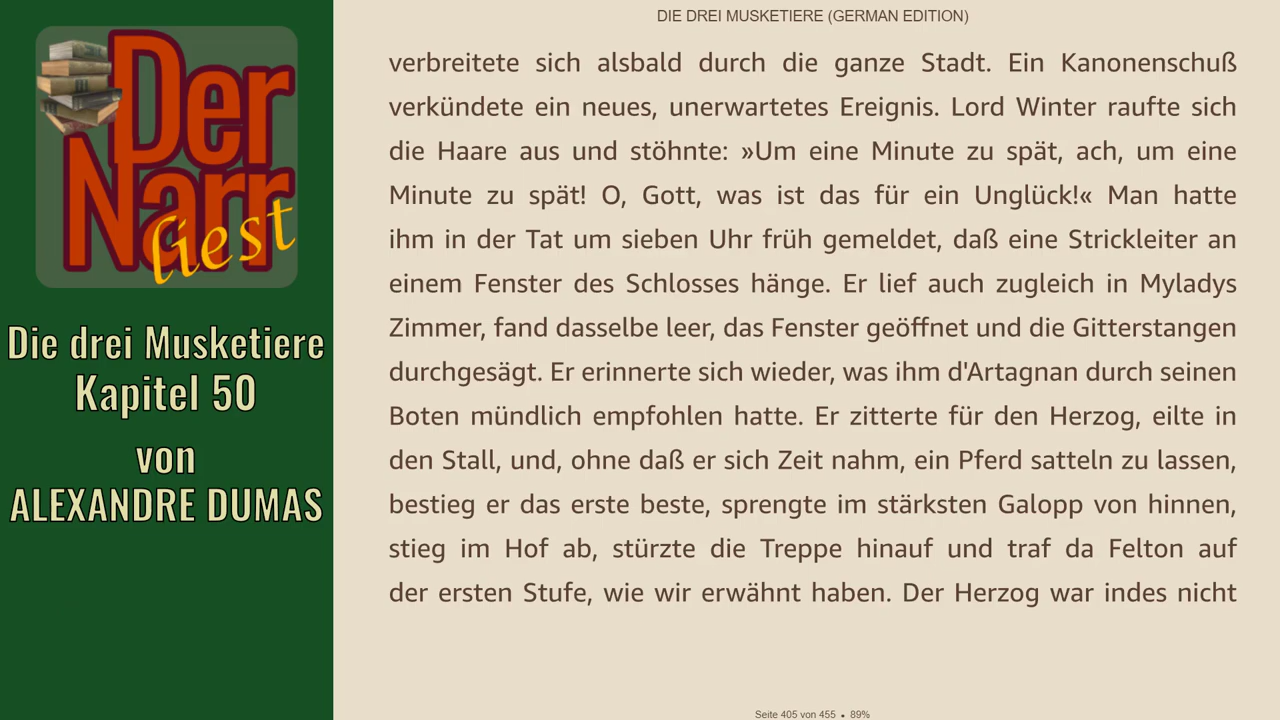 Der
Narr
liest
Die drei Musketiere
Kapitel 50
von
ALEXANDRE DUMAS
DIE DREI MUSKETIERE (GERMAN EDITION)
verbreitete sich alsbald durch die ganze Stadt. Ein Kanonenschuß
verkündete ein neues, unerwartetes Ereignis. Lord Winter raufte sich
die Haare aus und stöhnte: »Um eine Minute zu spät, ach, um eine
Minute zu spät! O, Gott, was ist das für ein Unglück!« Man hatte
ihm in der Tat um sieben Uhr früh gemeldet, daß eine Strickleiter an
einem Fenster des Schlosses hänge. Er lief auch zugleich in Myladys
Zimmer, fand dasselbe leer, das Fenster geöffnet und die Gitterstangen
durchgesägt. Er erinnerte sich wieder, was ihm d'Artagnan durch seinen
Boten mündlich empfohlen hatte. Er zitterte für den Herzog, eilte in
den Stall, und, ohne daß er sich Zeit nahm, ein Pferd satteln zu lassen,
bestieg er das erste beste, sprengte im stärksten Galopp von hinnen,
stieg im Hof ab, stürzte die Treppe hinauf und traf da Felton auf
der ersten Stufe, wie wir erwähnt haben. Der Herzog war indes nicht
Seite 405 von 455 • 89%